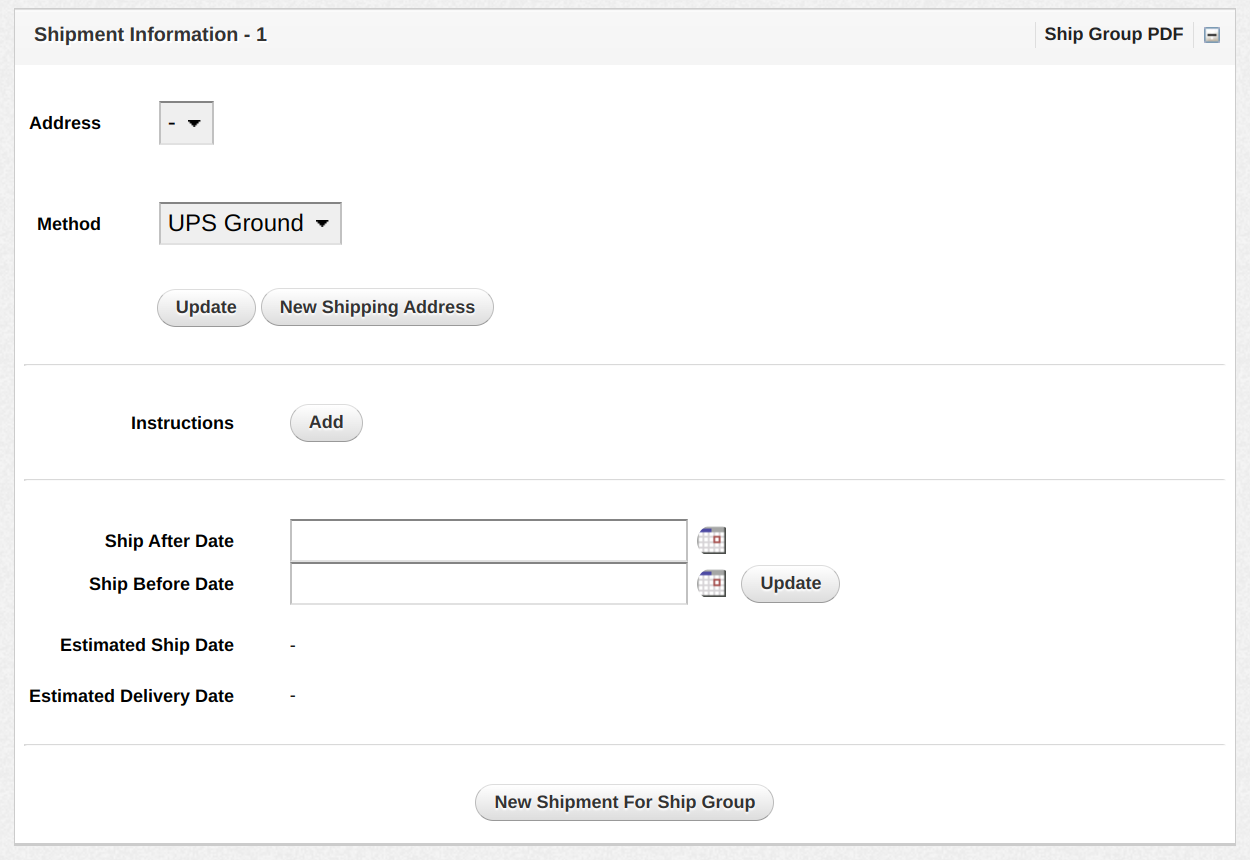 Shipment Information - 1
Ship Group PDF
Address
-
Method
UPS Ground
Update
New Shipping Address
Instructions
Add
Ship After Date
Ship Before Date
Update
Estimated Ship Date
-
Estimated Delivery Date
-
New Shipment For Ship Group